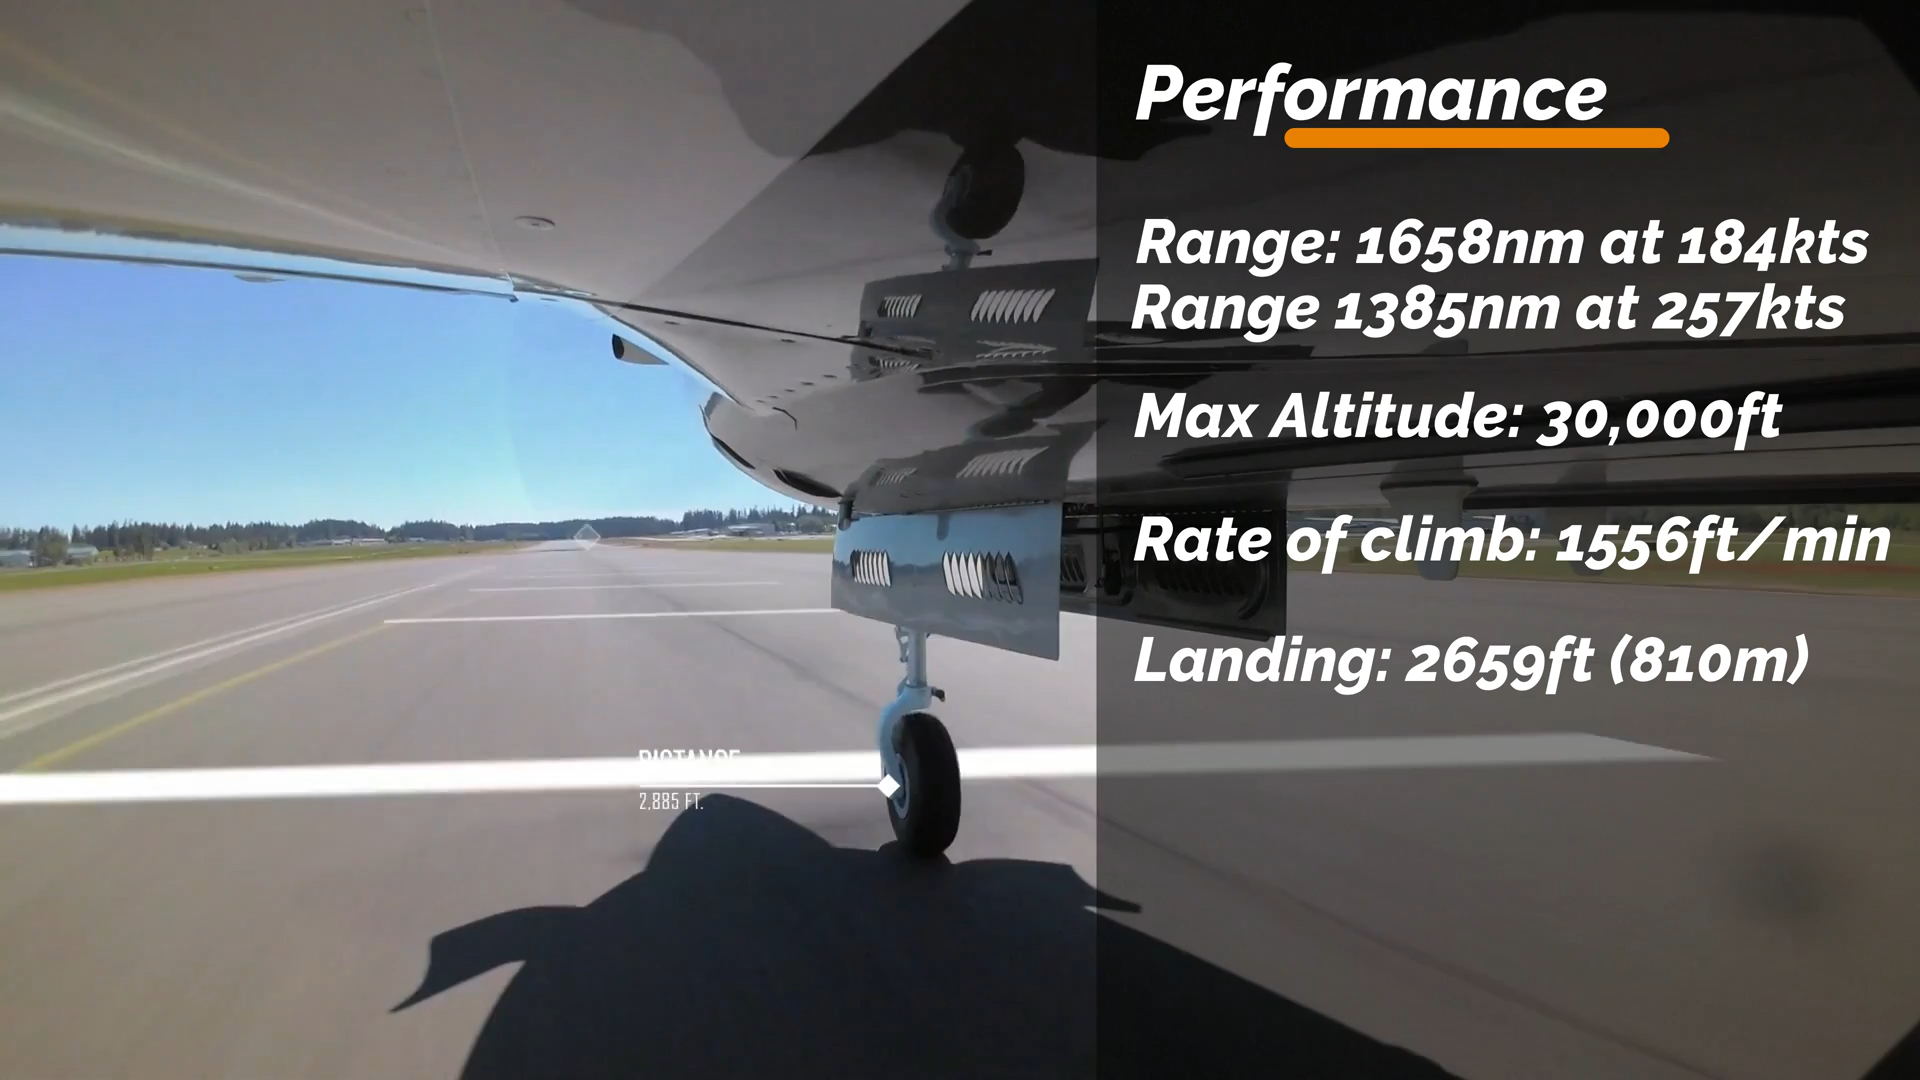 Performance
Range: 1658nm at 184kts
Range 1385nm at 257kts
Max Altitude: 30,000ft
Rate of climb: 1556ft/min
Landing: 2659ft (810m)
DISTANCE
2,885 FT.